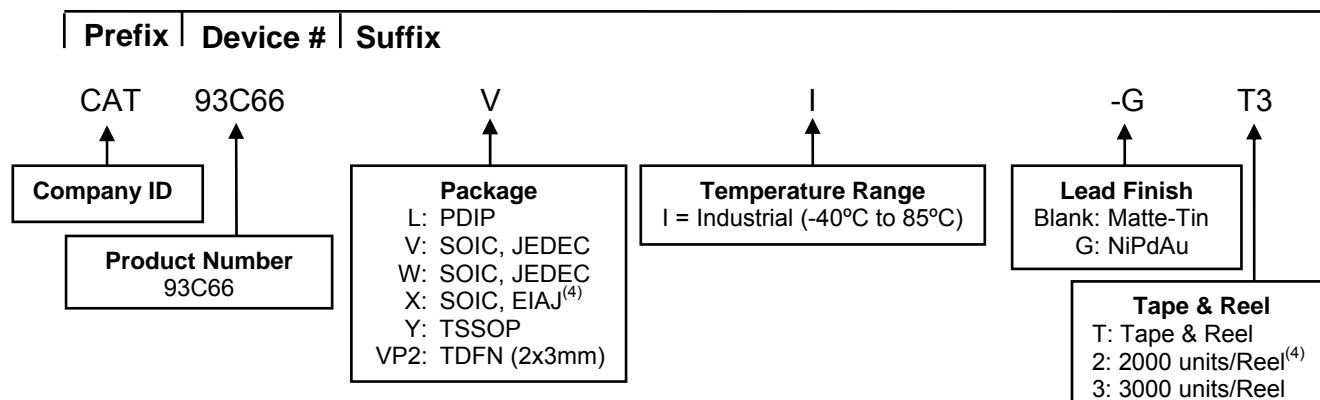 Prefix Device # Suffix
CAT 93C66 V I -G T3
Company ID
Product Number
93C66
Package
L: PDIP
V: SOIC, JEDEC
W: SOIC, JEDEC
X: SOIC, EIAJ(4)
Y: TSSOP
VP2: TDFN (2x3mm)
Temperature Range
I = Industrial (-40ºC to 85ºC)
Lead Finish
Blank: Matte-Tin
G: NiPdAu
Tape & Reel
T: Tape & Reel
2: 2000 units/Reel(4)
3: 3000 units/Reel